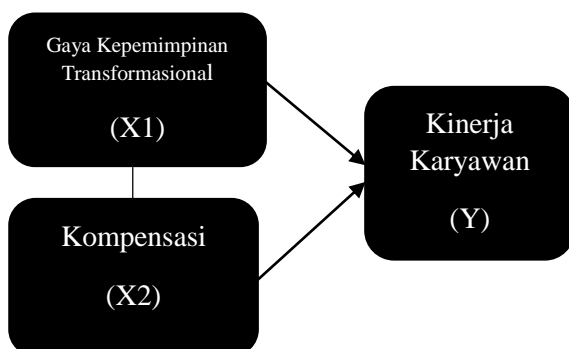 Gaya Kepemimpinan
Transformasional
(X1)
Kompensasi
(X2)
Kinerja
Karyawan
(Y)